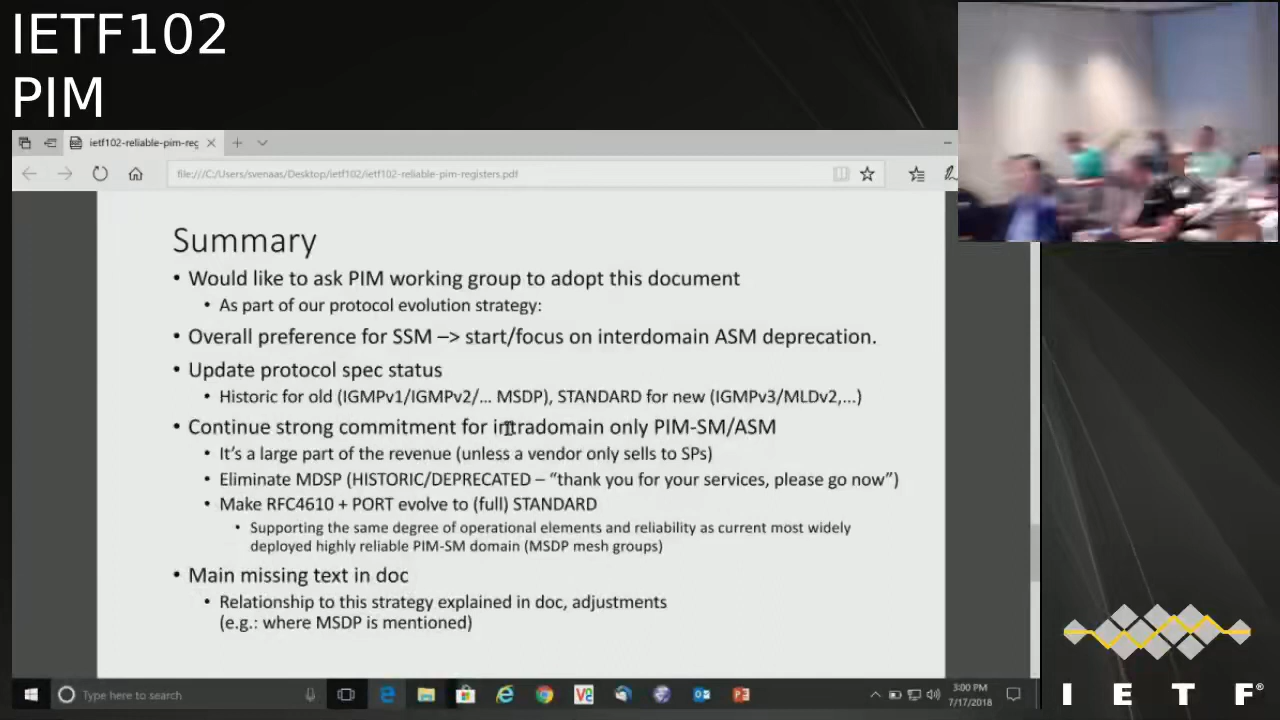 IETF102
PIM
ietf102-reliable-pim-reg
file:///C:/Users/svenaas/Desktop/ietf102/ietf102-reliable-pim-registers.pdf
Summary
• Would like to ask PIM working group to adopt this document
• As part of our protocol evolution strategy:
• Overall preference for SSM –> start/focus on interdomain ASM deprecation.
• Update protocol spec status
• Historic for old (IGMPv1/IGMPv2/... MSDP), STANDARD for new (IGMPv3/MLDv2,...)
• Continue strong commitment for intradomain only PIM-SM/ASM
• It's a large part of the revenue (unless a vendor only sells to SPs)
• Eliminate MDSP (HISTORIC/DEPRECATED – “thank you for your services, please go now”)
• Make RFC4610 + PORT evolve to (full) STANDARD
• Supporting the same degree of operational elements and reliability as current most widely
deployed highly reliable PIM-SM domain (MSDP mesh groups)
• Main missing text in doc
• Relationship to this strategy explained in doc, adjustments
(e.g.: where MSDP is mentioned)
Type here to search
3:00 PM
7/17/2018
I E T F®